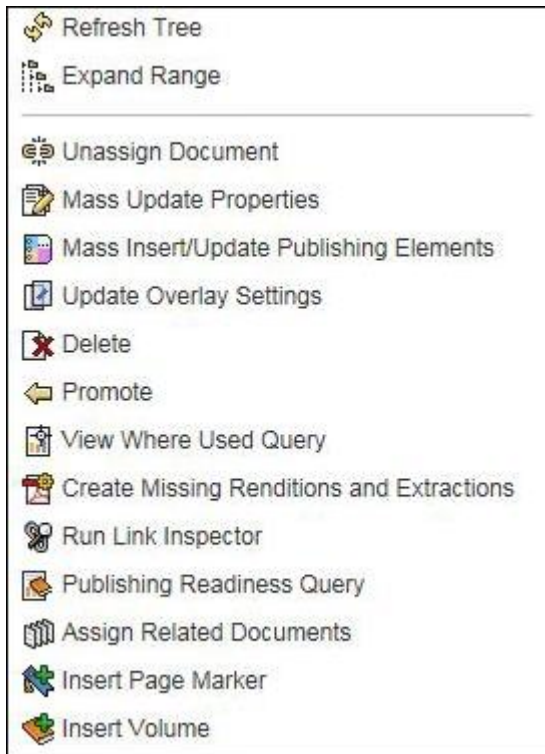 Refresh Tree
Expand Range
Unassign Document
Mass Update Properties
Mass Insert/Update Publishing Elements
Update Overlay Settings
Delete
Promote
View Where Used Query
Create Missing Renditions and Extractions
Run Link Inspector
Publishing Readiness Query
Assign Related Documents
Insert Page Marker
Insert Volume